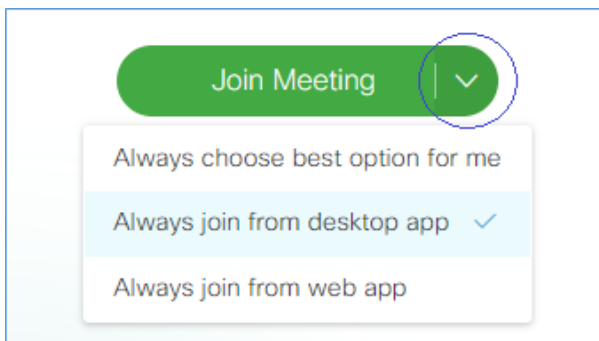 Join Meeting
Always choose best option for me
Always join from desktop app
Always join from web app